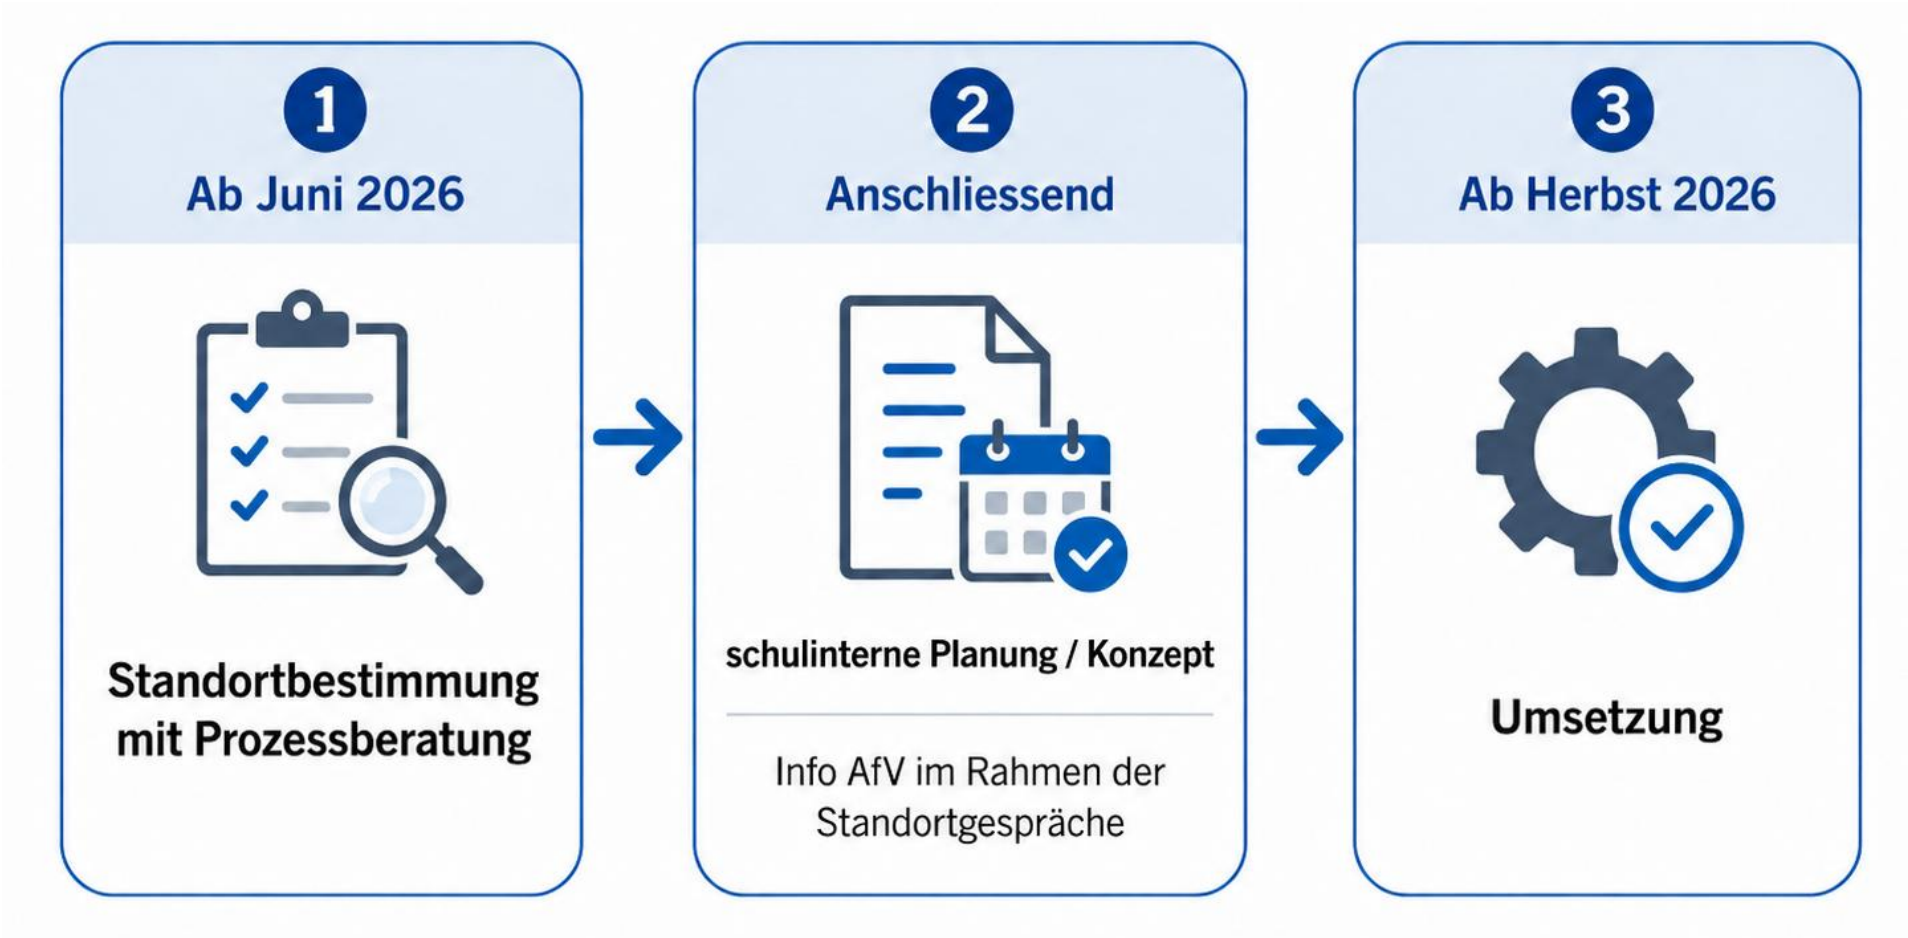 1
Ab Juni 2026
Standortbestimmung
mit Prozessberatung
2
Anschliessend
schulinterne Planung / Konzept
Info AfV im Rahmen der
Standortgespräche
3
Ab Herbst 2026
Umsetzung